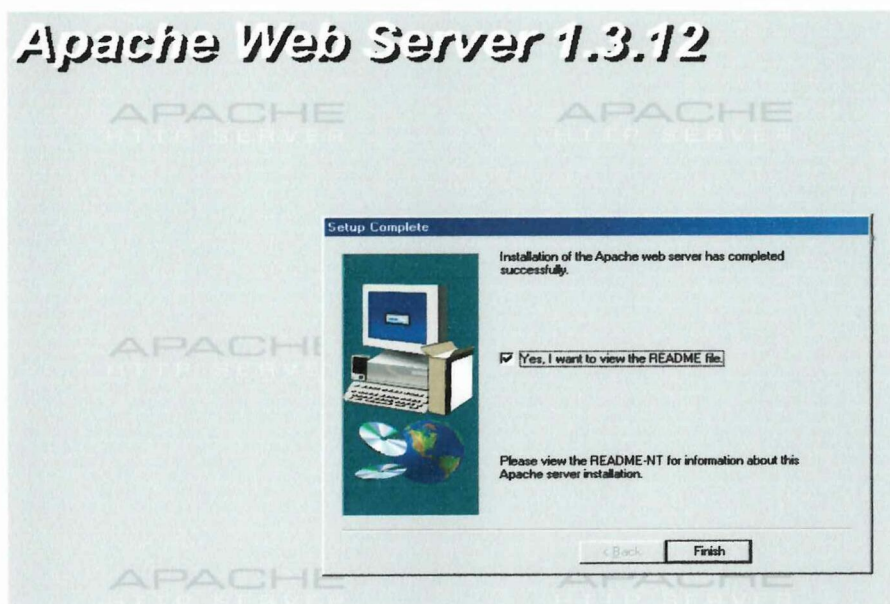 Apache Web Server 1.3.12
APACHE APACHE
HTTP SERVER HTTP SERVER
Setup Complete
Installation of the Apache web server has completed
successfully.
APACHE
Yes, I want to view the README file.
Please view the README-NT for information about this
Apache server installation.
< Back Finish
APACHE APACHE
HTTP SERVER HTTP SERVER